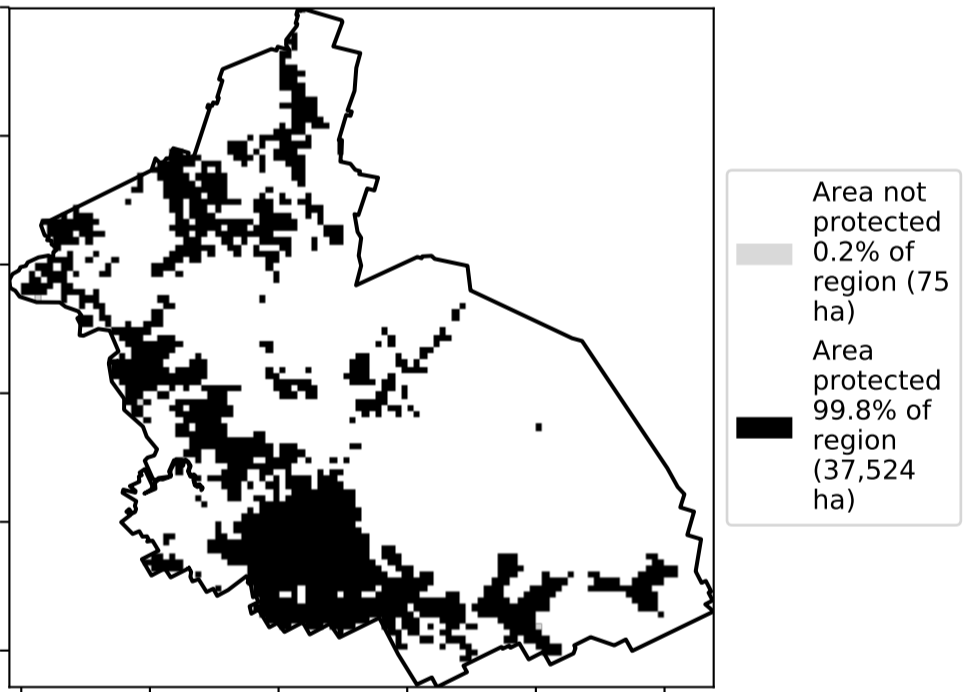 Area not
protected
0.2% of
region (75
ha)
Area
protected
99.8% of
region
(37,524
ha)